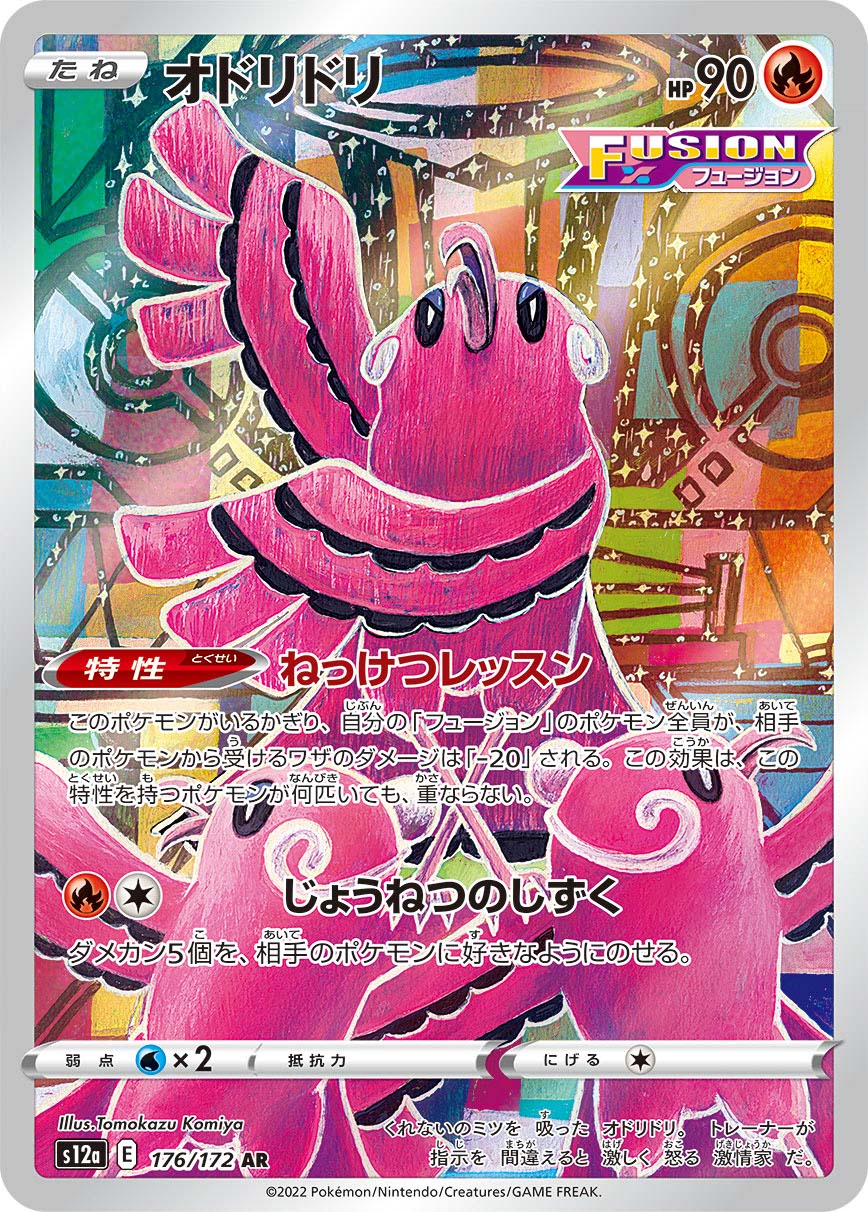 たね オドリドリ HP90
FUSION
フュージョン
特性 とくせい ねっけつレッスン
このポケモンがいるかぎり、自分の「フュージョン」のポケモン全員が、相手
のポケモンから受けるワザのダメージは「-20」される。この効果は、この
特性を持つポケモンが何匹いても、重ならない。
じょうねつのしずく
ダメカン5個を、相手のポケモンに好きなようにのせる。
弱点 ×2 抵抗力 にげる
Illus.Tomokazu Komiya
くれないのミツを 吸った オドリドリ。 トレーナーが
指示を 間違えると 激しく 怒る 激情家 だ。
s12a E 176/172 AR
©2022 Pokémon/Nintendo/Creatures/GAME FREAK.